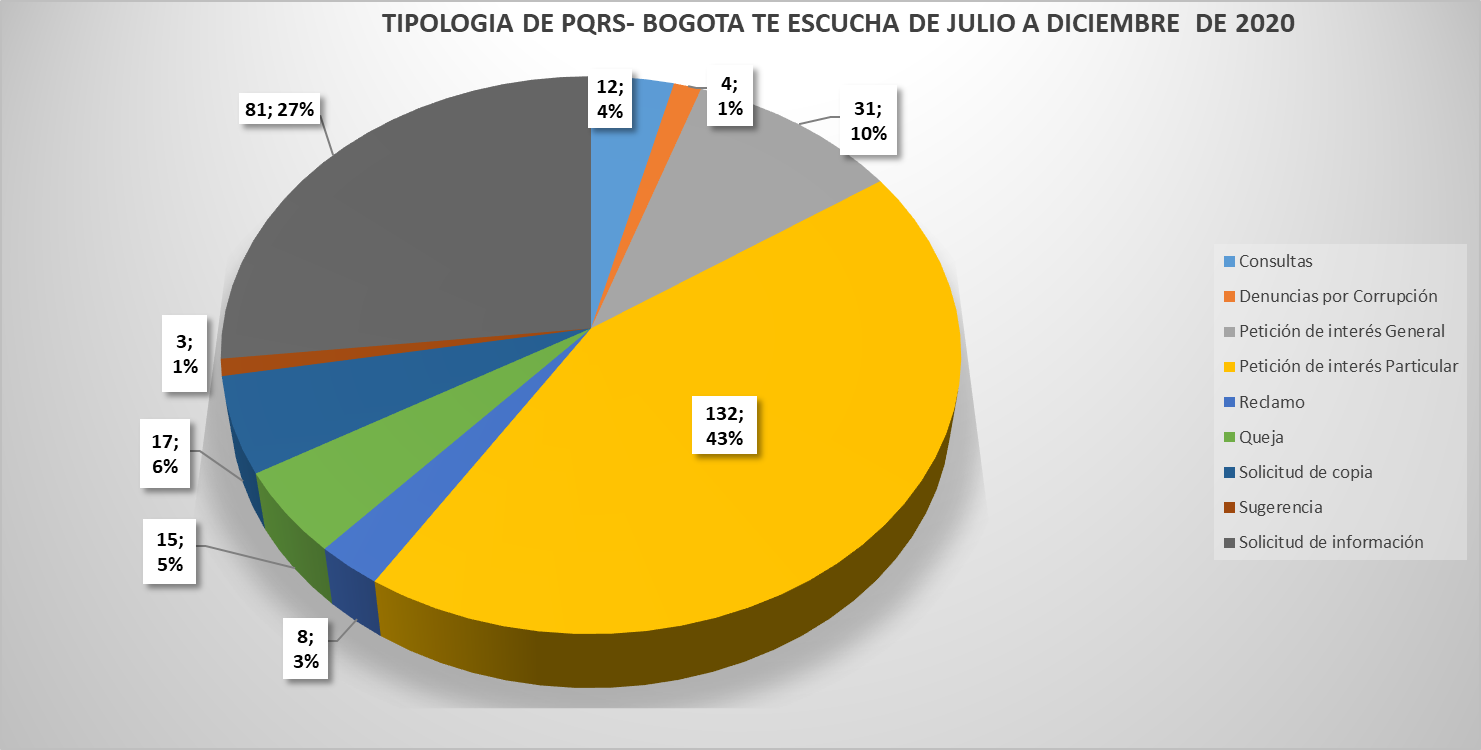 TIPOLOGIA DE PQRS- BOGOTA TE ESCUCHA DE JULIO A DICIEMBRE DE 2020
12;
4%
4;
1%
31;
10%
132;
43%
8;
3%
15;
5%
17;
6%
3;
1%
81; 27%
Consultas
Denuncias por Corrupción
Petición de interés General
Petición de interés Particular
Reclamo
Queja
Solicitud de copia
Sugerencia
Solicitud de información